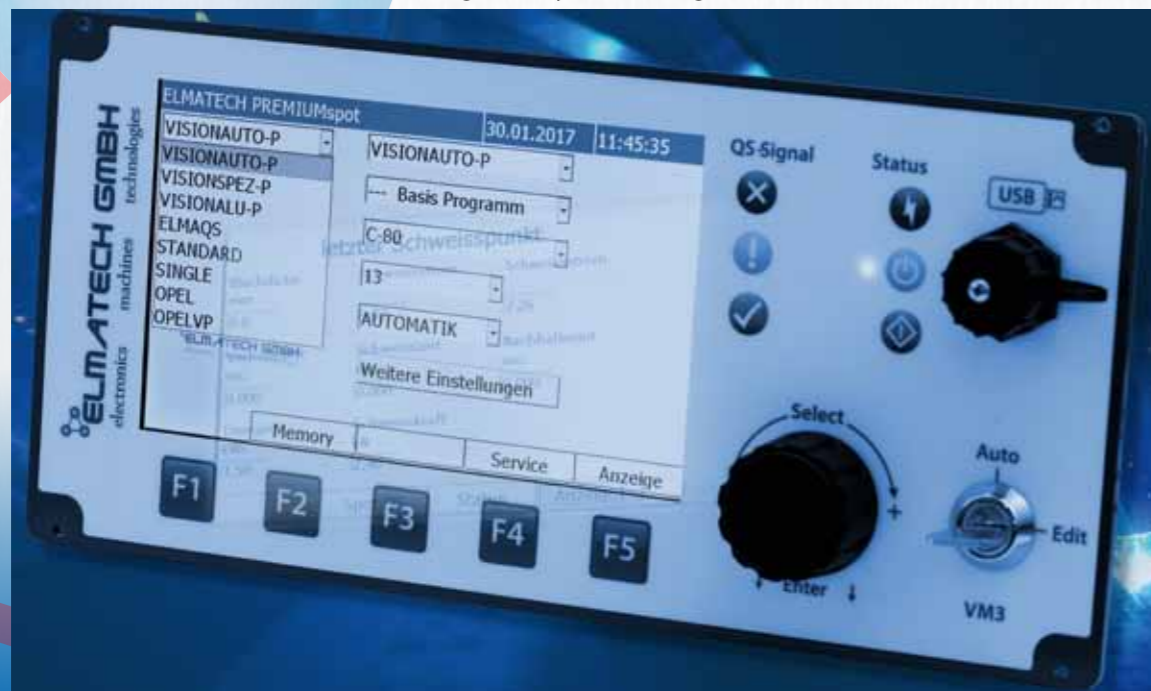 ELMATECH GMBH
electronics machines technologies
ELMATECH PREMIUMspot 30.01.2017 11:45:35
VISIONAUTO-P
VISIONAUTO-P
VISIONSPEZ-P
VISIONALU-P
ELMAQS
STANDARD
SINGLE
OPEL
OPELVP
VISIONAUTO-P
--- Basis Programm
C-80
13
AUTOMATIK
Weitere Einstellungen
letzter Schweisspunkt
ELMATECH GMBH
Memory Service Anzeige
F1 F2 F3 F4 F5
QS-Signal
Status
USB
Select
+
Enter
Auto
Edit
VM3